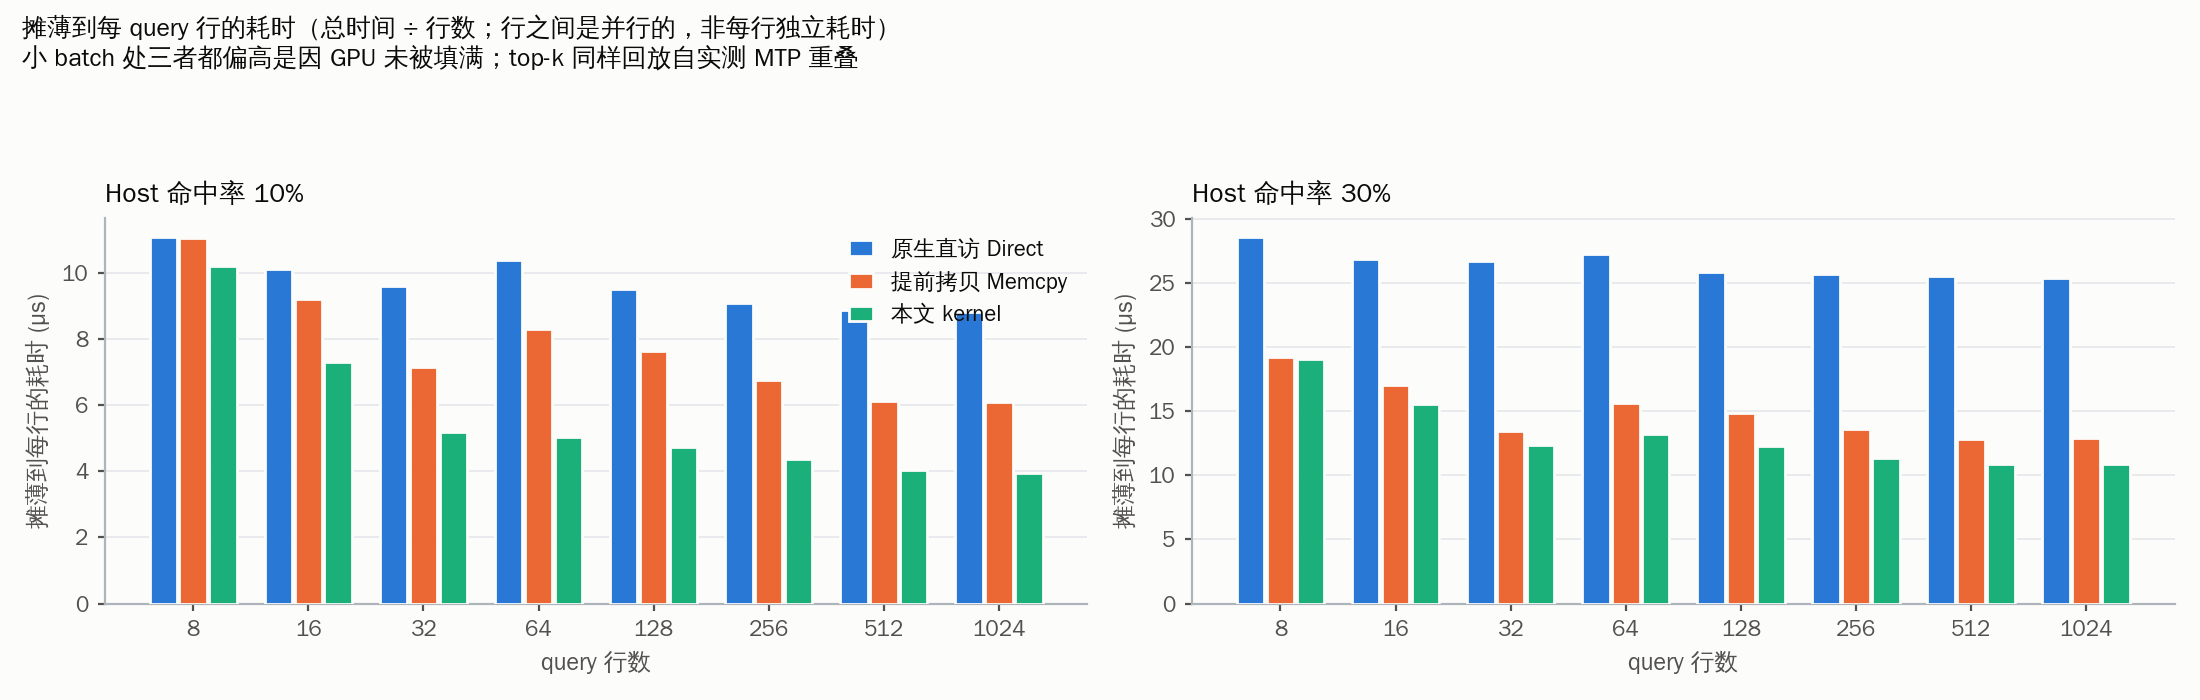 摊薄到每 query 行的耗时（总时间 ÷ 行数；行之间是并行的，非每行独立耗时）
小 batch 处三者都偏高是因 GPU 未被填满；top-k 同样回放自实测 MTP 重叠
Host 命中率 10%
摊薄到每行的耗时 (µs)
10
8
6
4
2
0
原生直访 Direct
提前拷贝 Memcpy
本文 kernel
8 16 32 64 128 256 512 1024
query 行数
Host 命中率 30%
摊薄到每行的耗时 (µs)
30
25
20
15
10
5
0
8 16 32 64 128 256 512 1024
query 行数